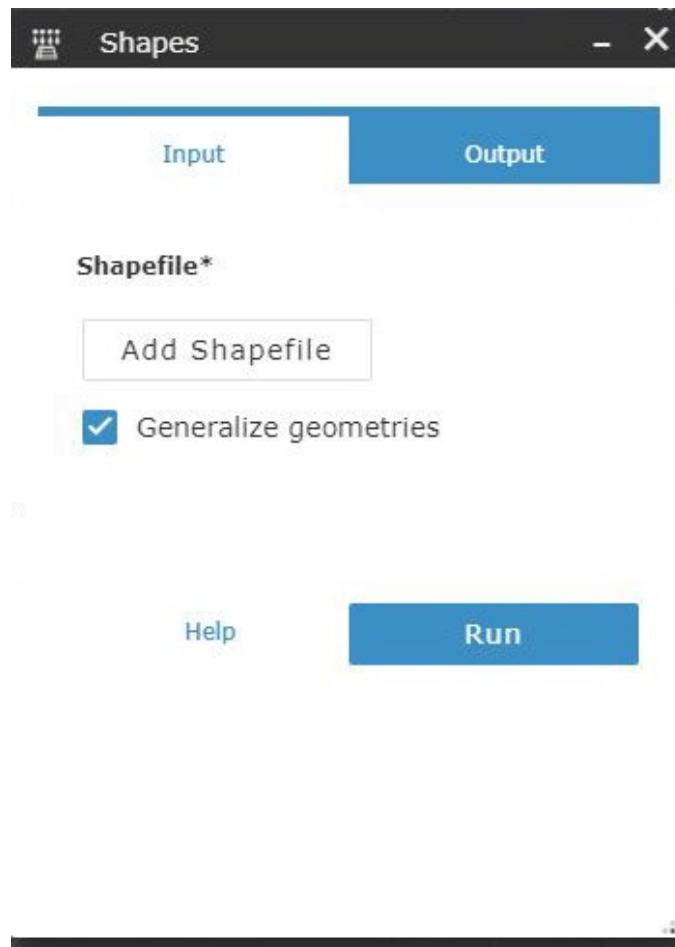 Shapes
Input Output
Shapefile*
Add Shapefile
Generalize geometries
Help Run